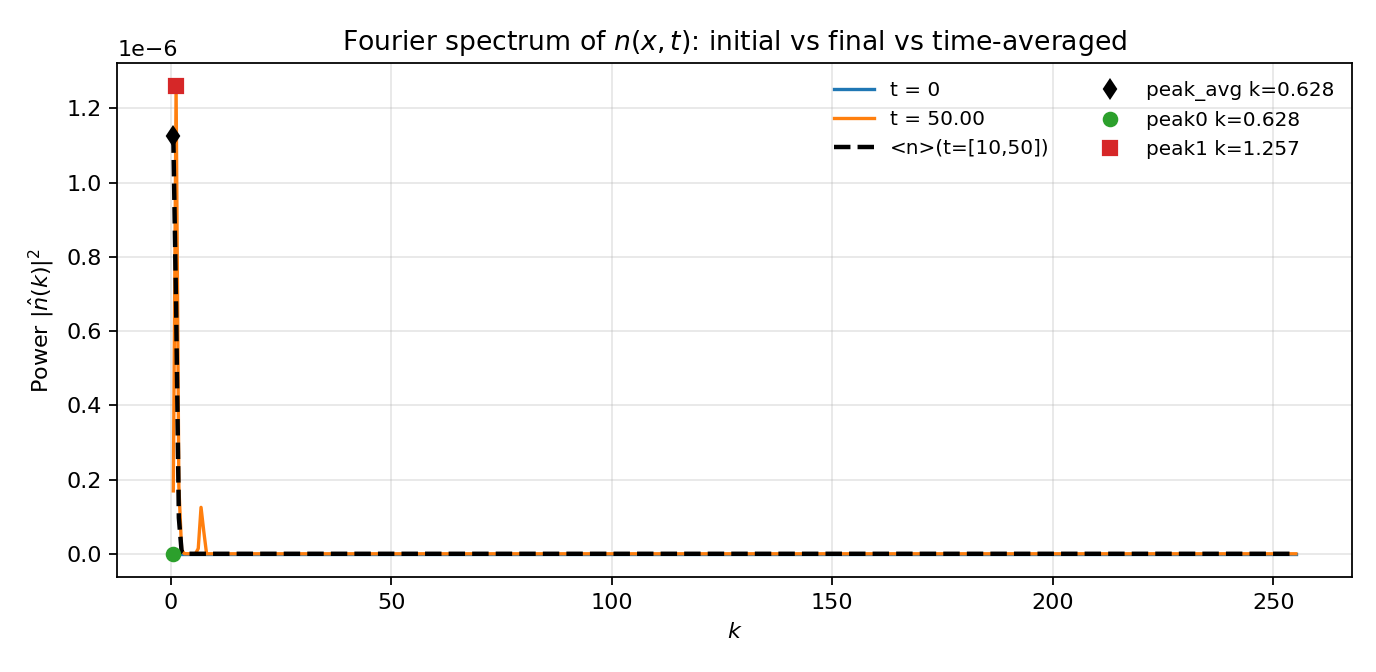 Fourier spectrum of n(x, t): initial vs final vs time-averaged
1e−6
1.2
1.0
0.8
0.6
0.4
0.2
0.0
Power |n̂(k)|²
0 50 100 150 200 250
k
t = 0
t = 50.00
<n>(t=[10,50])
peak_avg k=0.628
peak0 k=0.628
peak1 k=1.257